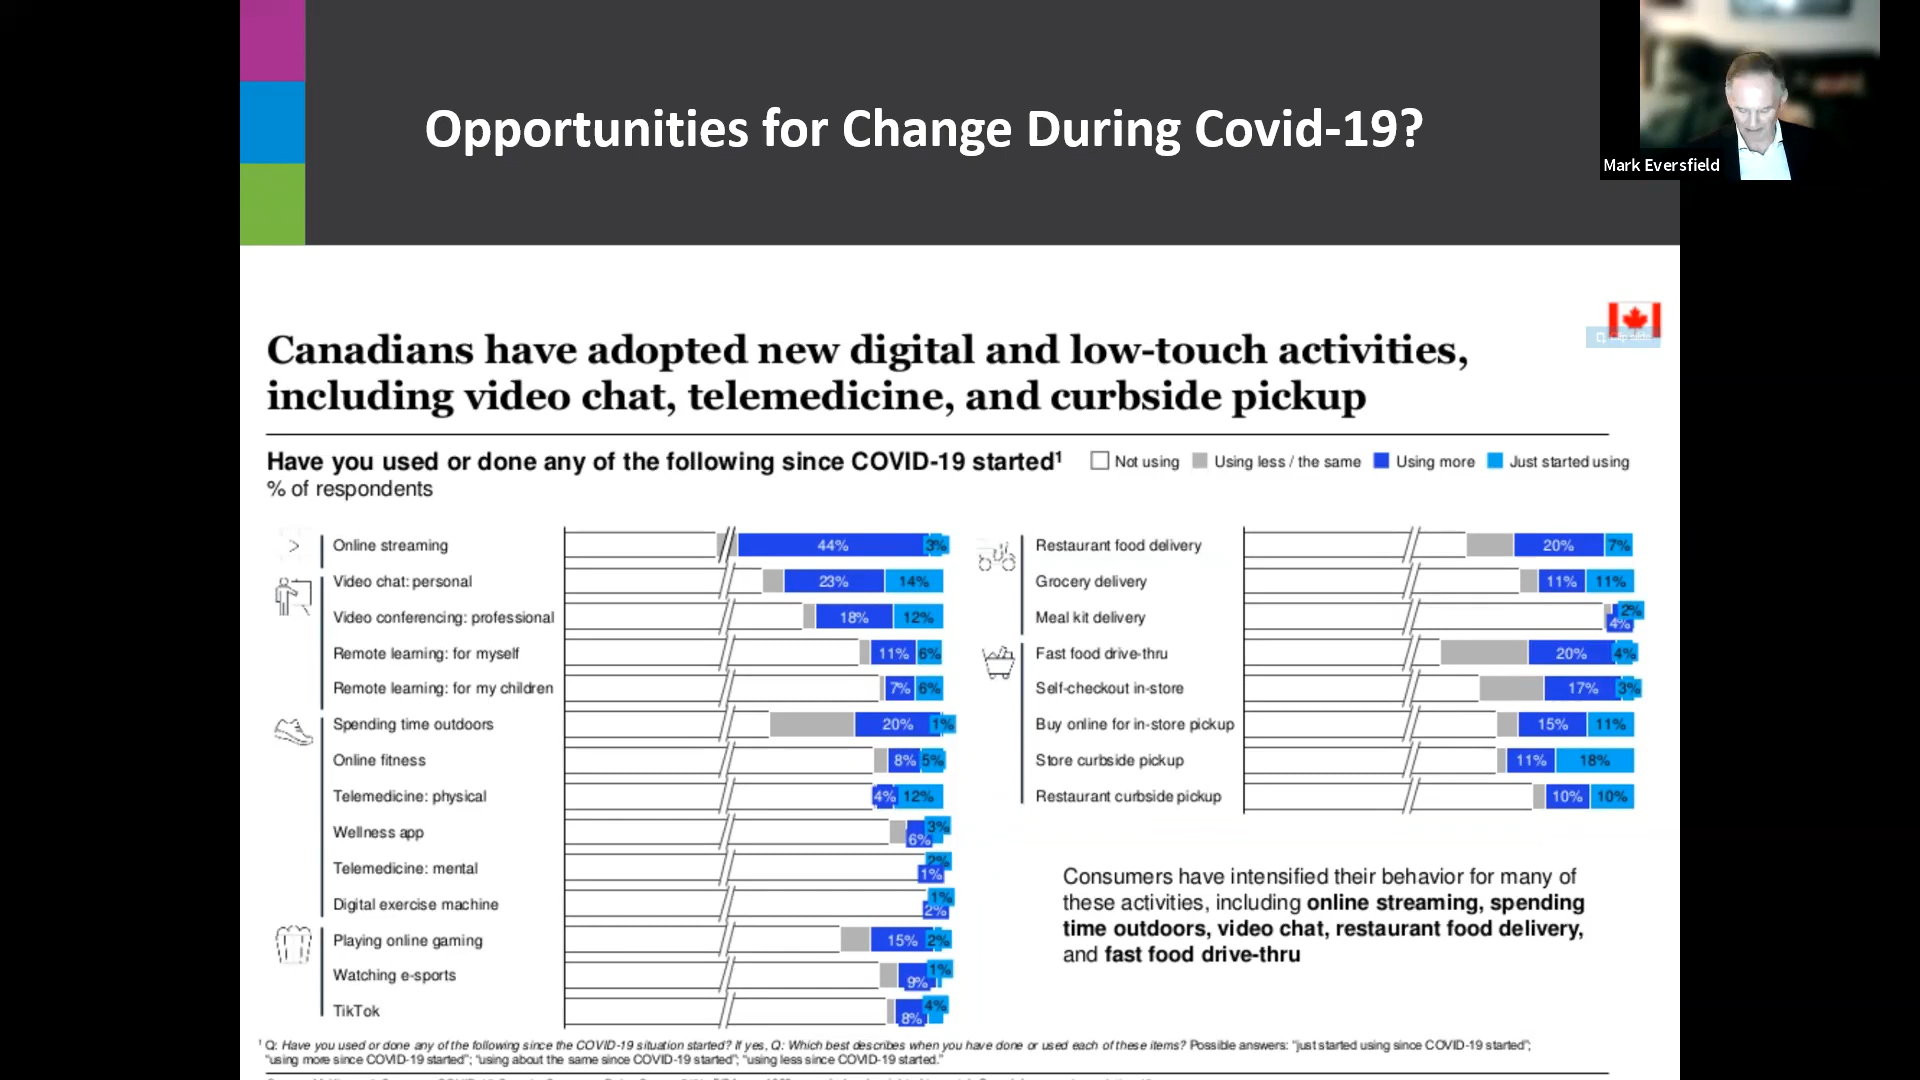 Opportunities for Change During Covid-19?
Mark Eversfield
Canadians have adopted new digital and low-touch activities,
including video chat, telemedicine, and curbside pickup
Have you used or done any of the following since COVID-19 started¹
Not using Using less / the same Using more Just started using
% of respondents
Online streaming 44% 3%
Video chat: personal 23% 14%
Video conferencing: professional 18% 12%
Remote learning: for myself 11% 6%
Remote learning: for my children 7% 6%
Spending time outdoors 20% 1%
Online fitness 8% 5%
Telemedicine: physical 4% 12%
Wellness app 6% 3%
Telemedicine: mental 1% 2%
Digital exercise machine 2% 1%
Playing online gaming 15% 2%
Watching e-sports 9% 1%
TikTok 8% 4%
Restaurant food delivery 20% 7%
Grocery delivery 11% 11%
Meal kit delivery 4% 2%
Fast food drive-thru 20% 4%
Self-checkout in-store 17% 3%
Buy online for in-store pickup 15% 11%
Store curbside pickup 11% 18%
Restaurant curbside pickup 10% 10%
Consumers have intensified their behavior for many of
these activities, including online streaming, spending
time outdoors, video chat, restaurant food delivery,
and fast food drive-thru
¹ Q: Have you used or done any of the following since the COVID-19 situation started? If yes, Q: Which best describes when you have done or used each of these items? Possible answers: "just started using since COVID-19 started";
"using more since COVID-19 started"; "using about the same since COVID-19 started"; "using less since COVID-19 started."